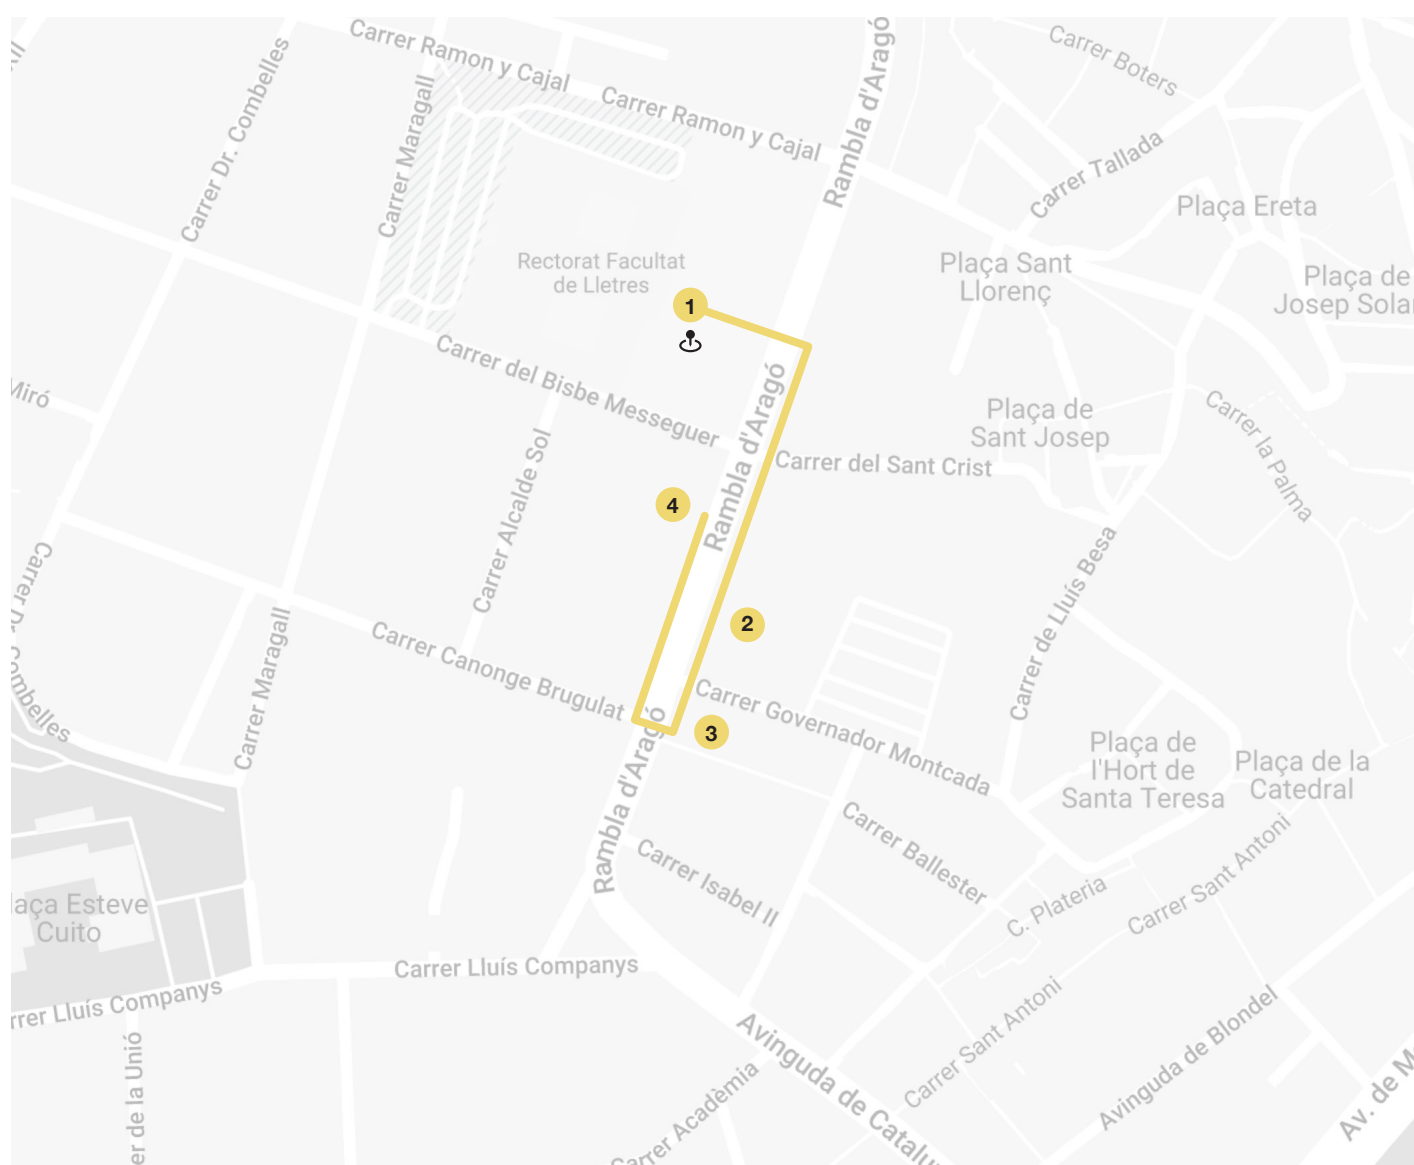 Carrer Ramon y Cajal
Carrer Ramon y Cajal
Rambla d'Aragó
Carrer Boters
Carrer Dr. Combelles
Carrer Maragall
Carrer Tallada
Plaça Ereta
Rectorat Facultat
de Lletres
Plaça Sant
Llorenç
Plaça de
Josep Solar
1
Carrer del Bisbe Messeguer
Rambla d'Aragó
Miró
Plaça de
Sant Josep
Carrer la Palma
Carrer del Sant Crist
Carrer Alcalde Sol
4
Carrer de Lluís Besa
Carrer Dr. Combelles
2
Carrer Maragall
Carrer Canonge Brugulat
Carrer Governador Montcada
3
Rambla d'Aragó
Plaça de
l'Hort de
Santa Teresa
Plaça de la
Catedral
Carrer Ballester
Carrer Isabel II
Carrer Sant Antoni
C. Plateria
aça Esteve
Cuito
Carrer Lluís Companys
rrer Lluís Companys
Carrer Sant Antoni
Avinguda de Blondel
Avinguda de Catalu
er de la Unió
Carrer Acadèmia
Av. de M